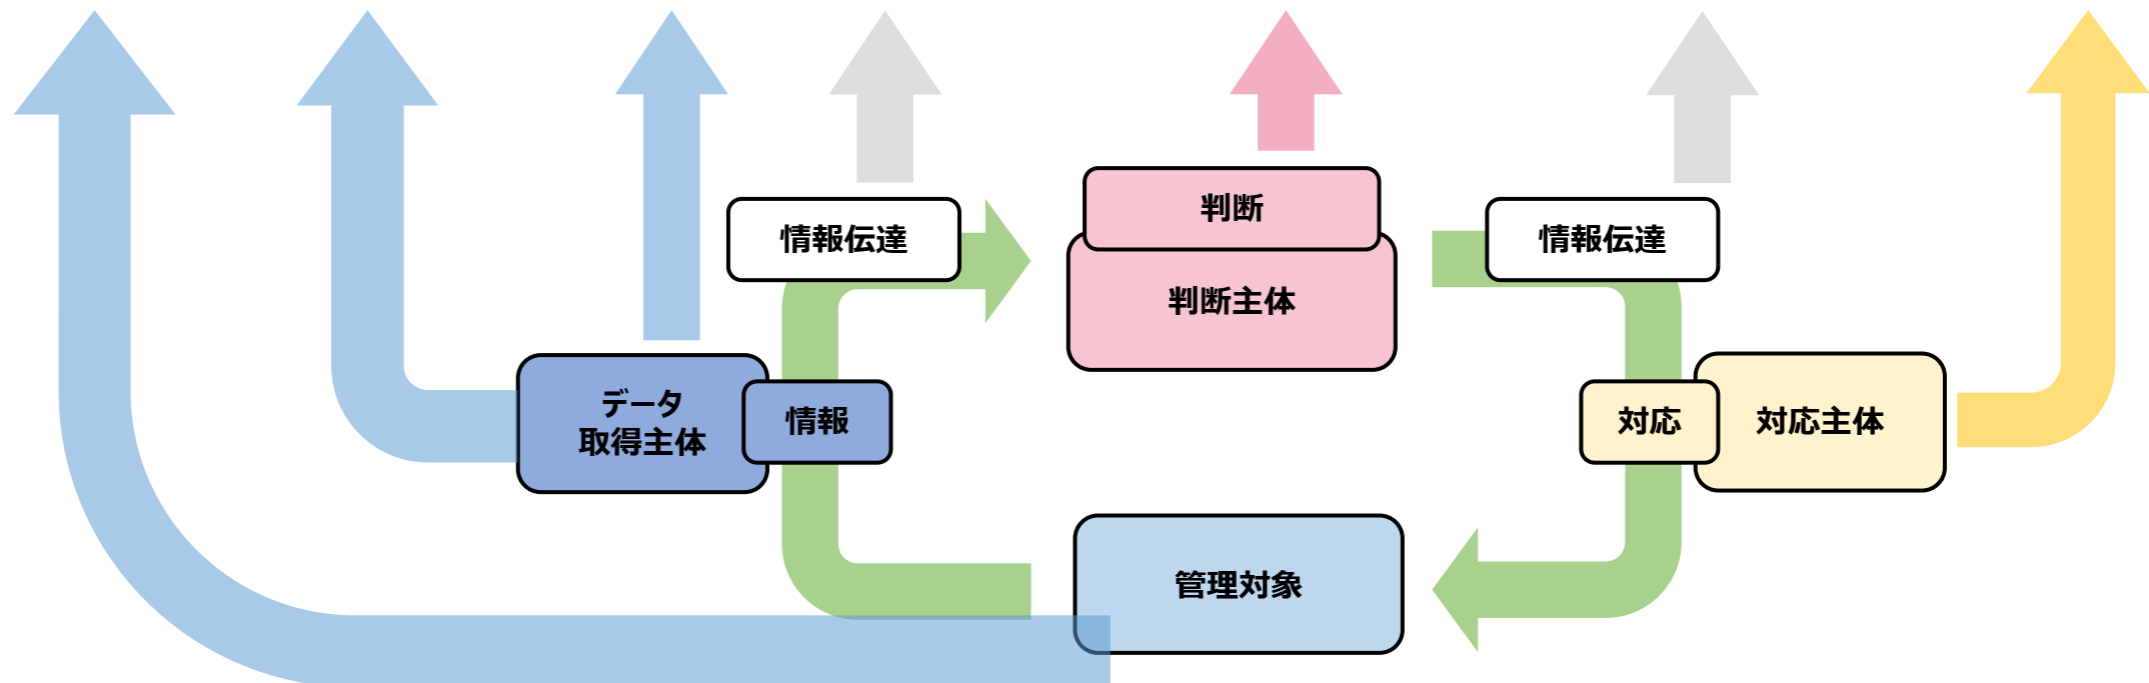 判断
情報伝達
情報伝達
判断主体
データ
取得主体
情報
対応
対応主体
管理対象